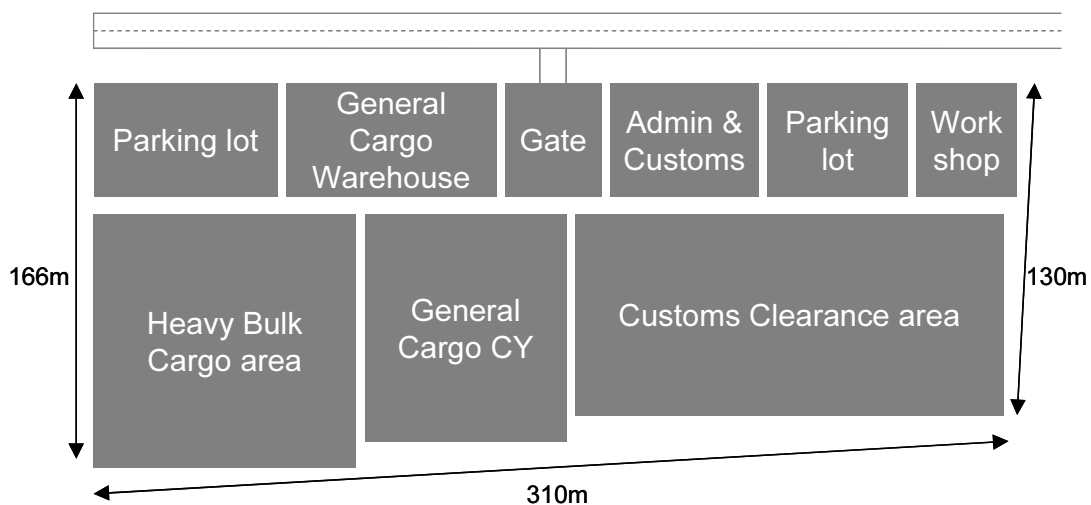 Parking lot
General
Cargo
Warehouse
Gate
Admin &
Customs
Parking
lot
Work
shop
166m
130m
Heavy Bulk
Cargo area
General
Cargo CY
Customs Clearance area
310m